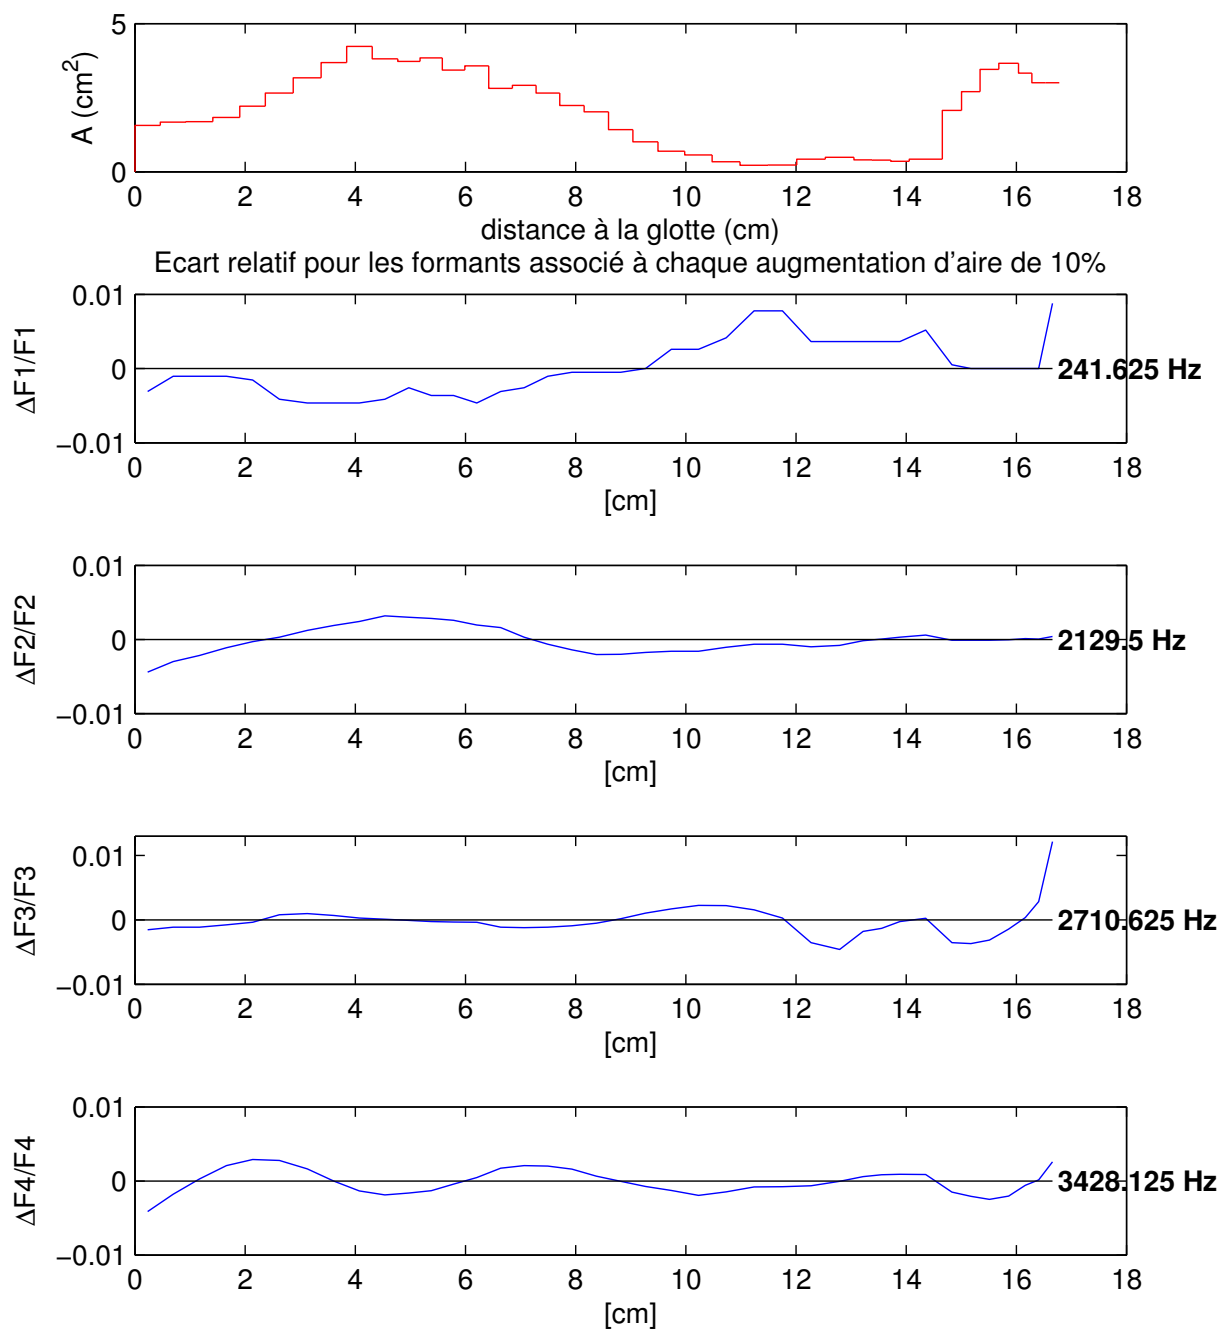 5
A (cm²)
0
0 2 4 6 8 10 12 14 16 18
distance à la glotte (cm)
Ecart relatif pour les formants associé à chaque augmentation d'aire de 10%
0.01
ΔF1/F1
0
241.625 Hz
−0.01
0 2 4 6 8 10 12 14 16 18
[cm]
0.01
ΔF2/F2
0
2129.5 Hz
−0.01
0 2 4 6 8 10 12 14 16 18
[cm]
0.01
ΔF3/F3
0
2710.625 Hz
−0.01
0 2 4 6 8 10 12 14 16 18
[cm]
0.01
ΔF4/F4
0
3428.125 Hz
−0.01
0 2 4 6 8 10 12 14 16 18
[cm]